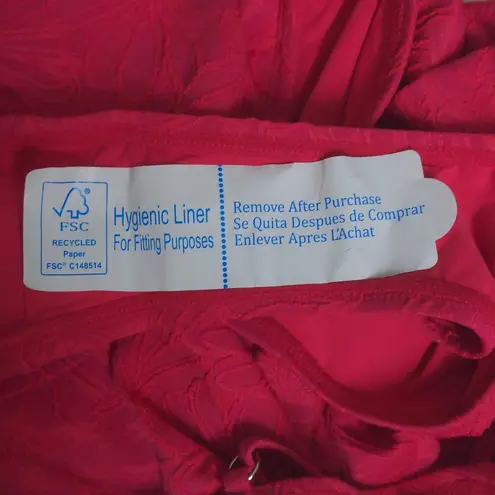 FSC
RECYCLED
Paper
FSC® C148514
Hygienic Liner
For Fitting Purposes
Remove After Purchase
Se Quita Despues de Comprar
Enlever Apres L'Achat